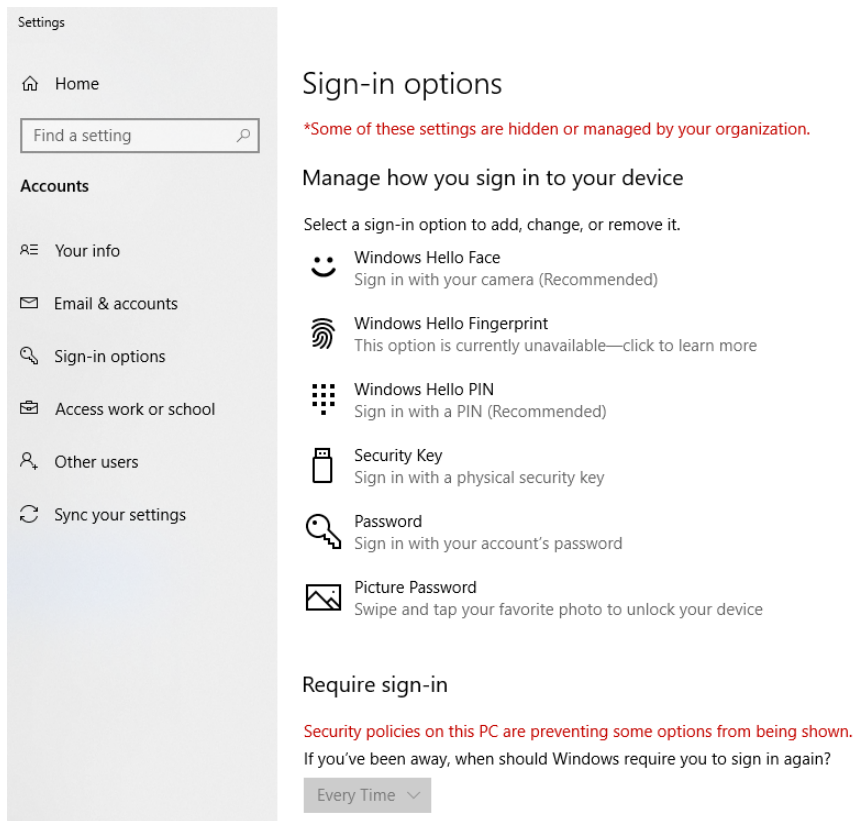 Settings
Home
Find a setting
Accounts
Your info
Email & accounts
Sign-in options
Access work or school
Other users
Sync your settings
Sign-in options
*Some of these settings are hidden or managed by your organization.
Manage how you sign in to your device
Select a sign-in option to add, change, or remove it.
Windows Hello Face
Sign in with your camera (Recommended)
Windows Hello Fingerprint
This option is currently unavailable—click to learn more
Windows Hello PIN
Sign in with a PIN (Recommended)
Security Key
Sign in with a physical security key
Password
Sign in with your account's password
Picture Password
Swipe and tap your favorite photo to unlock your device
Require sign-in
Security policies on this PC are preventing some options from being shown.
If you've been away, when should Windows require you to sign in again?
Every Time